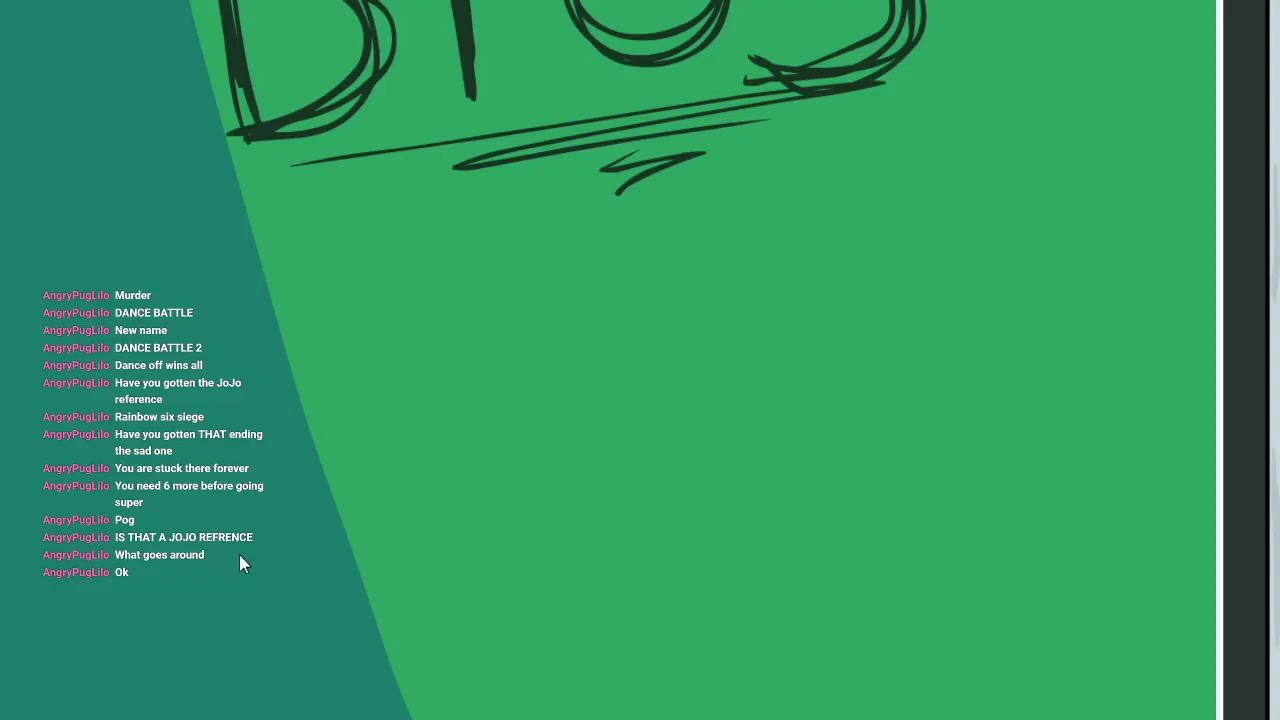 BIOS
AngryPugLilo Murder
AngryPugLilo DANCE BATTLE
AngryPugLilo New name
AngryPugLilo DANCE BATTLE 2
AngryPugLilo Dance off wins all
AngryPugLilo Have you gotten the JoJo
reference
AngryPugLilo Rainbow six siege
AngryPugLilo Have you gotten THAT ending
the sad one
AngryPugLilo You are stuck there forever
AngryPugLilo You need 6 more before going
super
AngryPugLilo Pog
AngryPugLilo IS THAT A JOJO REFRENCE
AngryPugLilo What goes around
AngryPugLilo Ok